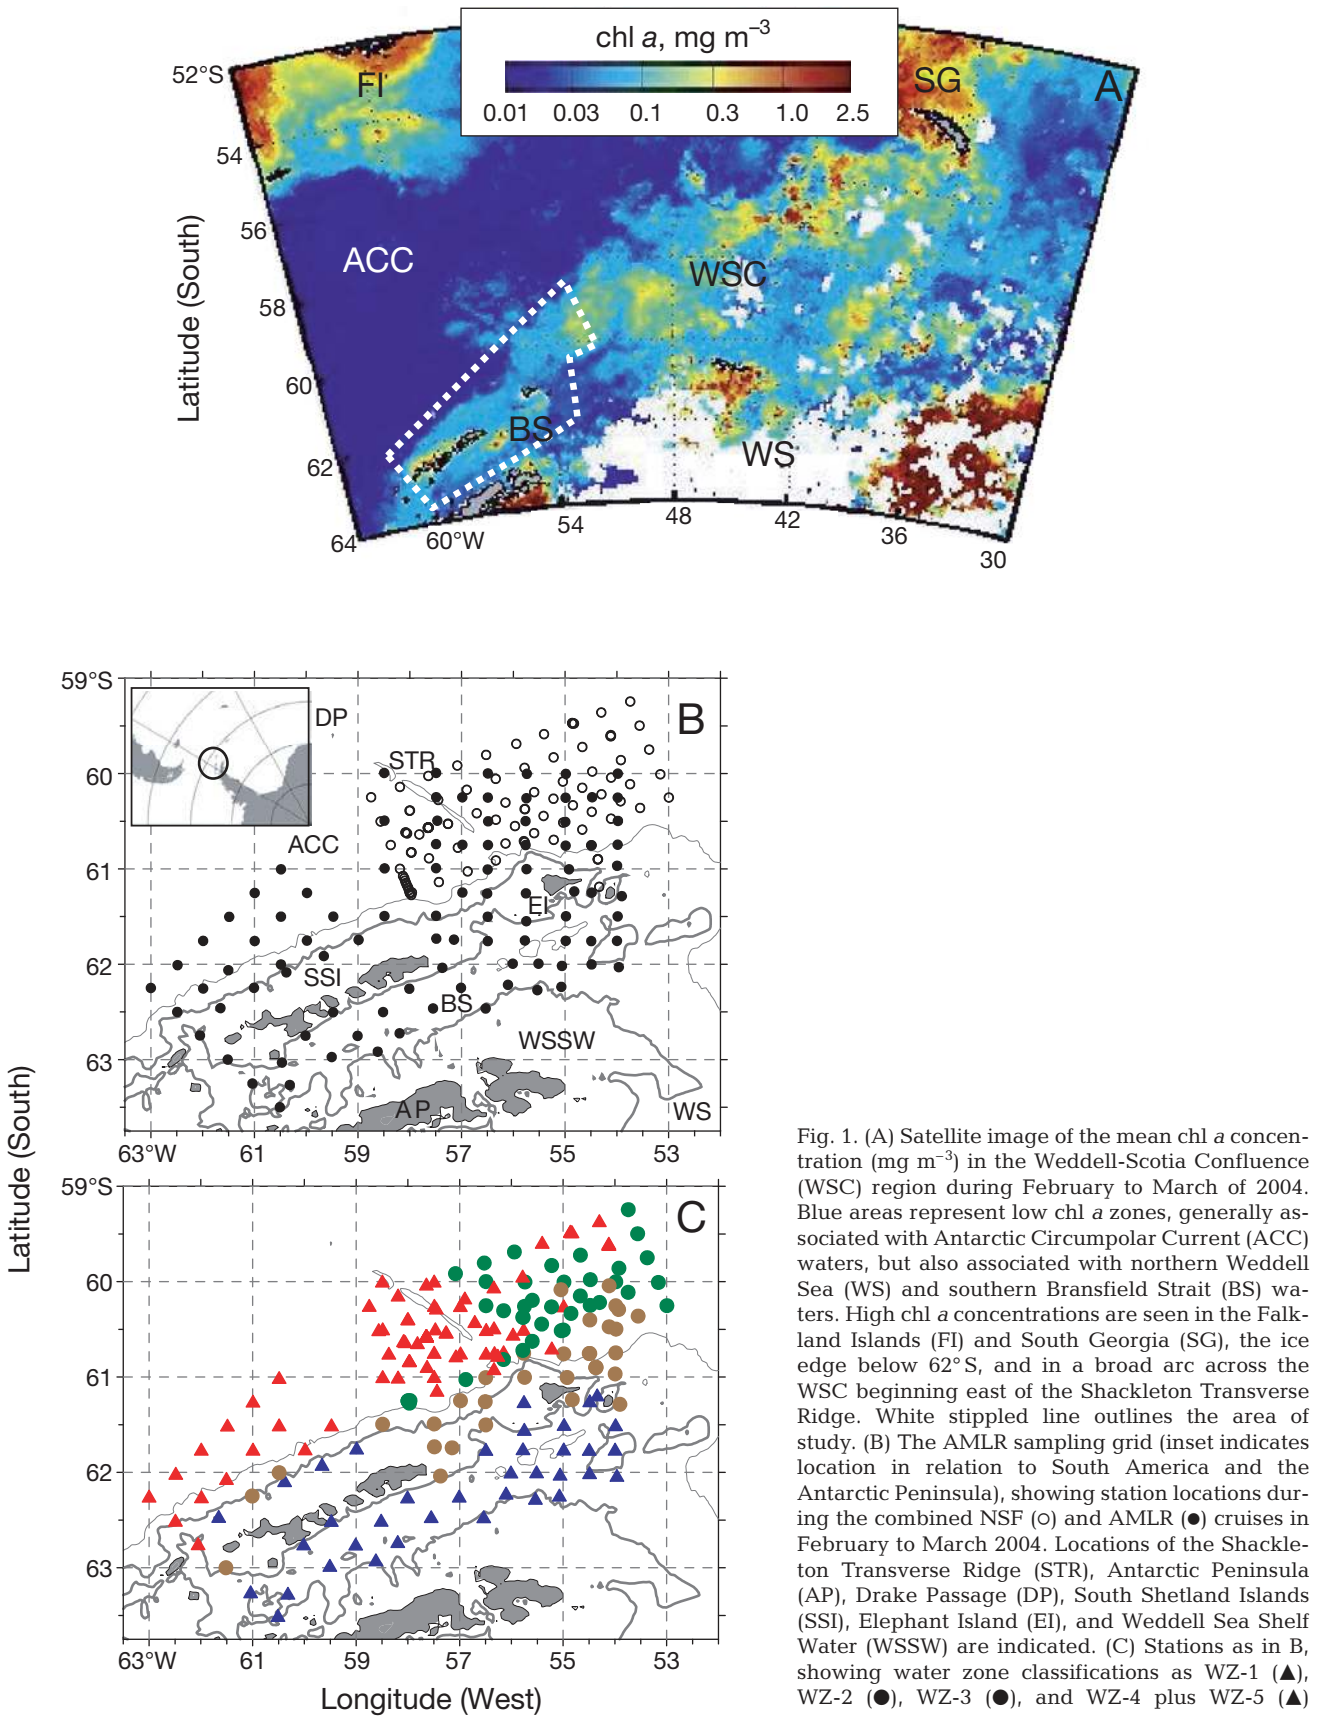 chl a, mg m–3
0.01 0.03 0.1 0.3 1.0 2.5
A
52°S
54
56
58
60
62
64
FI
SG
ACC
WSC
BS
WS
60°W
54
48
42
36
30
Latitude (South)
B
59°S
60
61
62
63
DP
STR
ACC
EI
SSI
BS
WSSW
AP
WS
63°W 61 59 57 55 53
Latitude (South)
C
59°S
60
61
62
63
63°W 61 59 57 55 53
Longitude (West)
Fig. 1. (A) Satellite image of the mean chl a concen-
tration (mg m–3) in the Weddell-Scotia Confluence
(WSC) region during February to March of 2004.
Blue areas represent low chl a zones, generally as-
sociated with Antarctic Circumpolar Current (ACC)
waters, but also associated with northern Weddell
Sea (WS) and southern Bransfield Strait (BS) wa-
ters. High chl a concentrations are seen in the Falk-
land Islands (FI) and South Georgia (SG), the ice
edge below 62° S, and in a broad arc across the
WSC beginning east of the Shackleton Transverse
Ridge. White stippled line outlines the area of
study. (B) The AMLR sampling grid (inset indicates
location in relation to South America and the
Antarctic Peninsula), showing station locations dur-
ing the combined NSF (○) and AMLR (●) cruises in
February to March 2004. Locations of the Shackle-
ton Transverse Ridge (STR), Antarctic Peninsula
(AP), Drake Passage (DP), South Shetland Islands
(SSI), Elephant Island (EI), and Weddell Sea Shelf
Water (WSSW) are indicated. (C) Stations as in B,
showing water zone classifications as WZ-1 (▲),
WZ-2 (●), WZ-3 (●), and WZ-4 plus WZ-5 (▲)